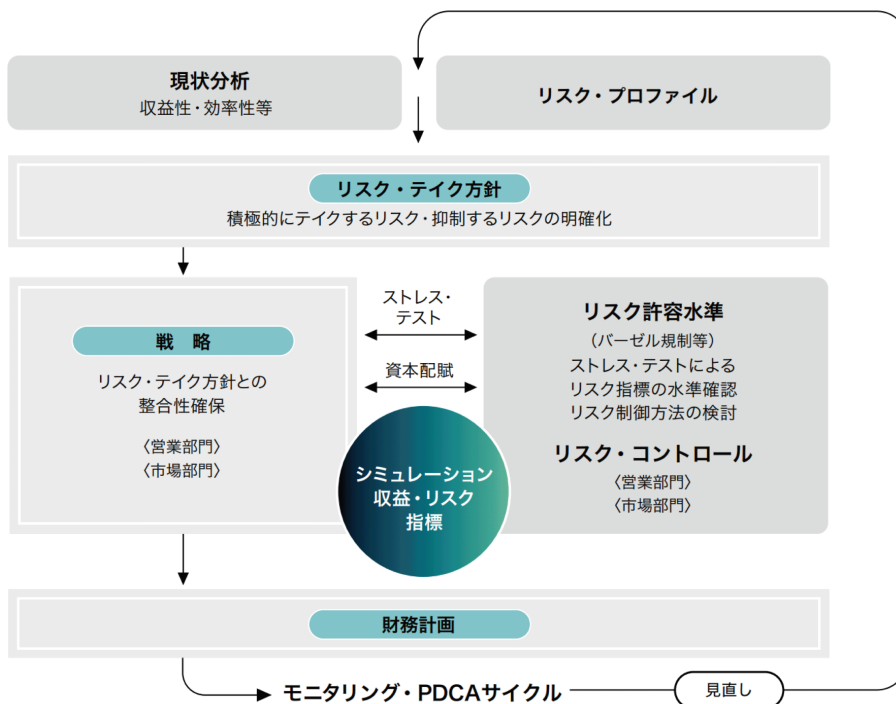 現状分析
収益性・効率性等
リスク・プロファイル
リスク・テイク方針
積極的にテイクするリスク・抑制するリスクの明確化
戦　略
リスク・テイク方針との
整合性確保
〈営業部門〉
〈市場部門〉
ストレス・
テスト
資本配賦
シミュレーション
収益・リスク
指標
リスク許容水準
（バーゼル規制等）
ストレス・テストによる
リスク指標の水準確認
リスク制御方法の検討
リスク・コントロール
〈営業部門〉
〈市場部門〉
財務計画
モニタリング・PDCAサイクル
見直し